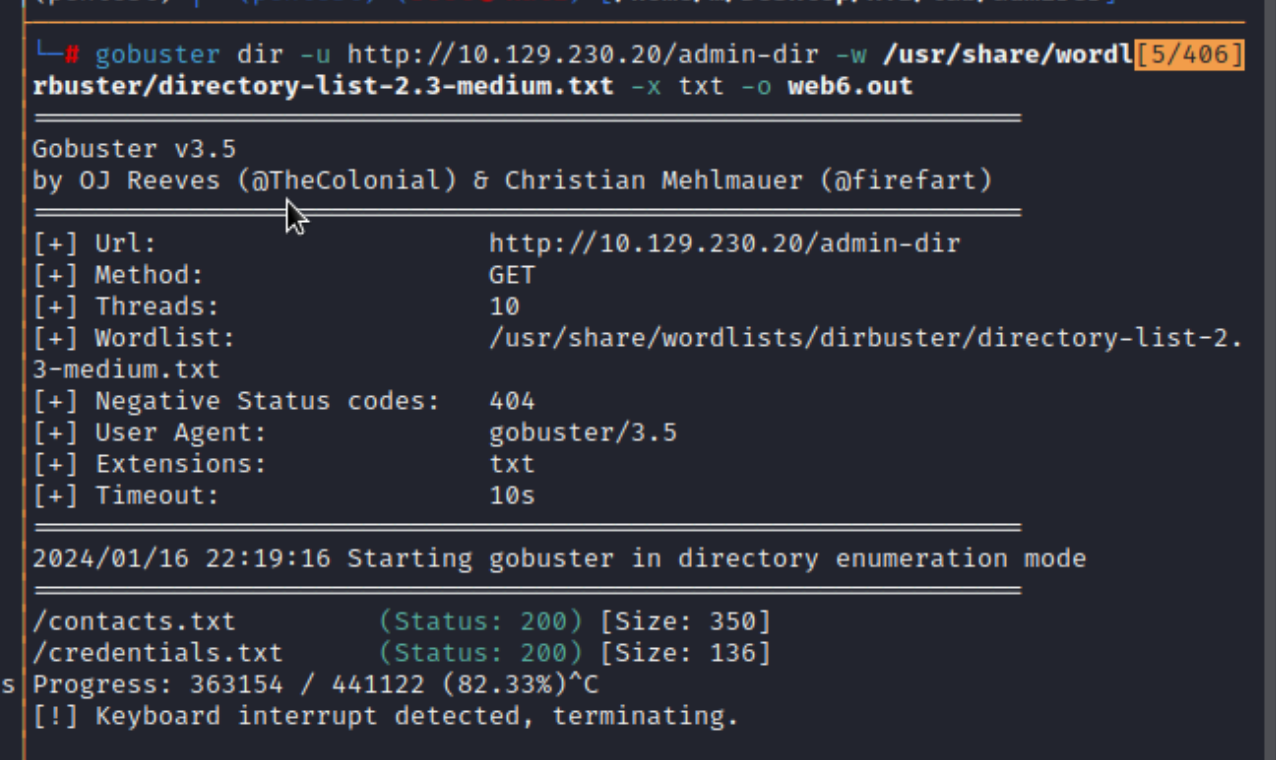 └─# gobuster dir -u http://10.129.230.20/admin-dir -w /usr/share/wordl[5/406]
rbuster/directory-list-2.3-medium.txt -x txt -o web6.out
===============================================================
Gobuster v3.5
by OJ Reeves (@TheColonial) & Christian Mehlmauer (@firefart)
===============================================================
[+] Url: http://10.129.230.20/admin-dir
[+] Method: GET
[+] Threads: 10
[+] Wordlist: /usr/share/wordlists/dirbuster/directory-list-2.
3-medium.txt
[+] Negative Status codes: 404
[+] User Agent: gobuster/3.5
[+] Extensions: txt
[+] Timeout: 10s
===============================================================
2024/01/16 22:19:16 Starting gobuster in directory enumeration mode
===============================================================
/contacts.txt (Status: 200) [Size: 350]
/credentials.txt (Status: 200) [Size: 136]
s Progress: 363154 / 441122 (82.33%)^C
[!] Keyboard interrupt detected, terminating.